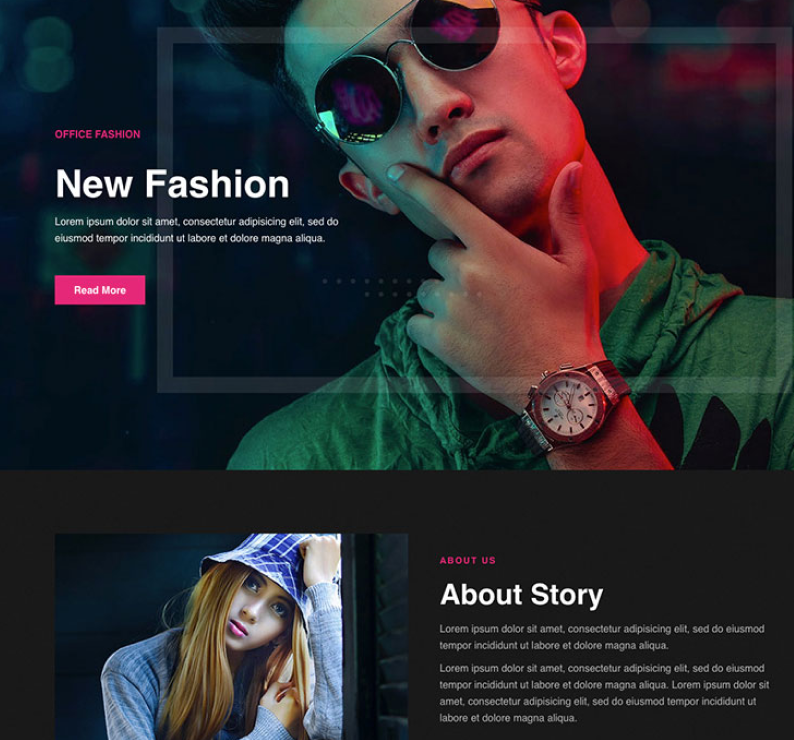 OFFICE FASHION
New Fashion
Lorem ipsum dolor sit amet, consectetur adipisicing elit, sed do
eiusmod tempor incididunt ut labore et dolore magna aliqua.
Read More
ABOUT US
About Story
Lorem ipsum dolor sit amet, consectetur adipisicing elit, sed do eiusmod
tempor incididunt ut labore et dolore magna aliqua.
Lorem ipsum dolor sit amet, consectetur adipisicing elit, sed do eiusmod
tempor incididunt ut labore et dolore magna aliqua. Lorem ipsum dolor sit
amet, consectetur adipisicing elit, sed do eiusmod tempor incididunt ut
labore et dolore magna aliqua.